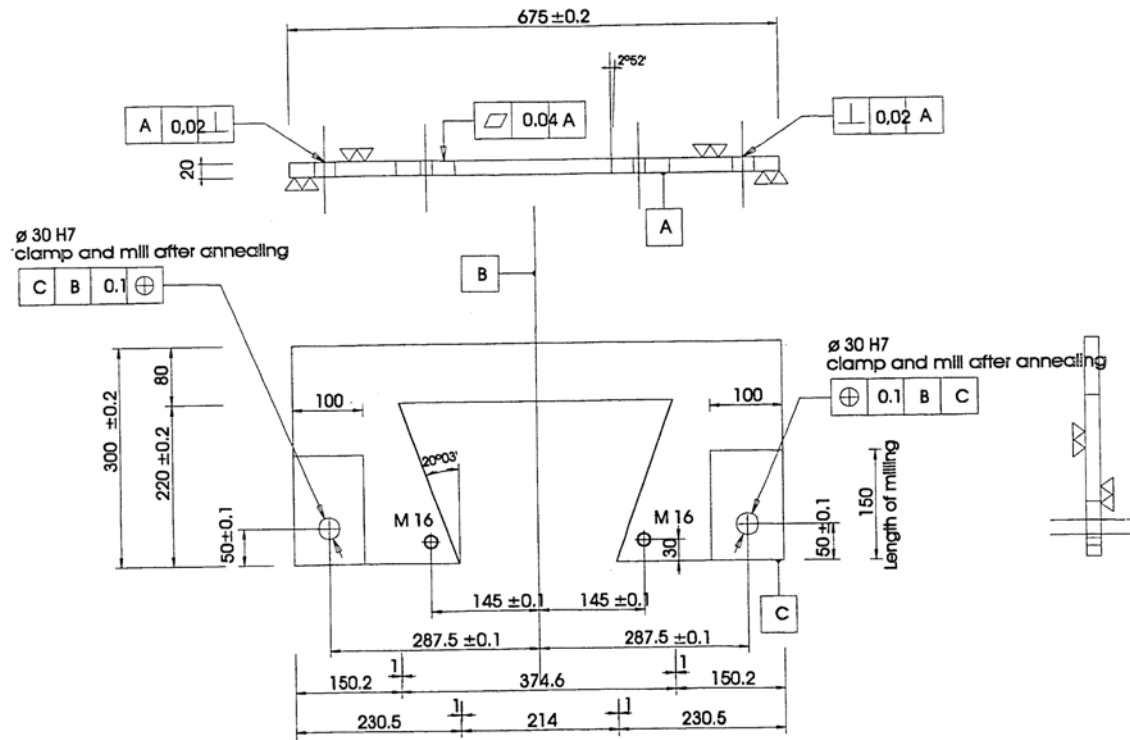 675 ±0.2
2°52'
A 0,02 ⊥
▱ 0.04 A
⊥ 0,02 A
20
A
ø 30 H7
clamp and mill after annealing
C B 0.1 ⌖
B
ø 30 H7
clamp and mill after annealing
⌖ 0.1 B C
80
100
100
300 ±0.2
220 ±0.2
20°03'
150
Length of milling
M 16
M 16
50±0.1
30
50±0.1
145 ±0.1
145 ±0.1
C
287.5 ±0.1
287.5 ±0.1
1
1
150.2
374.6
150.2
1
1
230.5
214
230.5